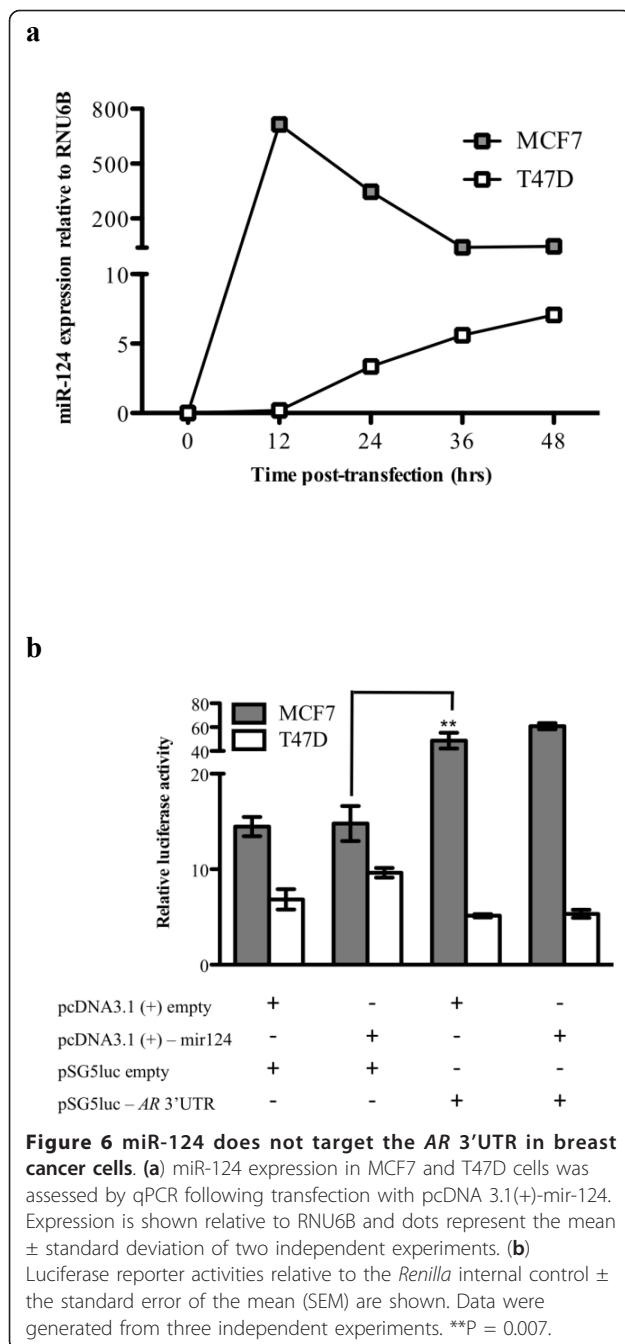 a
miR-124 expression relative to RNU6B
800
500
200
10
5
0
MCF7
T47D
0 12 24 36 48
Time post-transfection (hrs)
b
Relative luciferase activity
80
60
40
20
10
0
MCF7
T47D
**
pcDNA3.1 (+) empty + - + -
pcDNA3.1 (+) – mir124 - + - +
pSG5luc empty + + - -
pSG5luc – AR 3'UTR - - + +
Figure 6 miR-124 does not target the AR 3'UTR in breast
cancer cells. (a) miR-124 expression in MCF7 and T47D cells was
assessed by qPCR following transfection with pcDNA 3.1(+)-mir-124.
Expression is shown relative to RNU6B and dots represent the mean
± standard deviation of two independent experiments. (b)
Luciferase reporter activities relative to the Renilla internal control ±
the standard error of the mean (SEM) are shown. Data were
generated from three independent experiments. **P = 0.007.